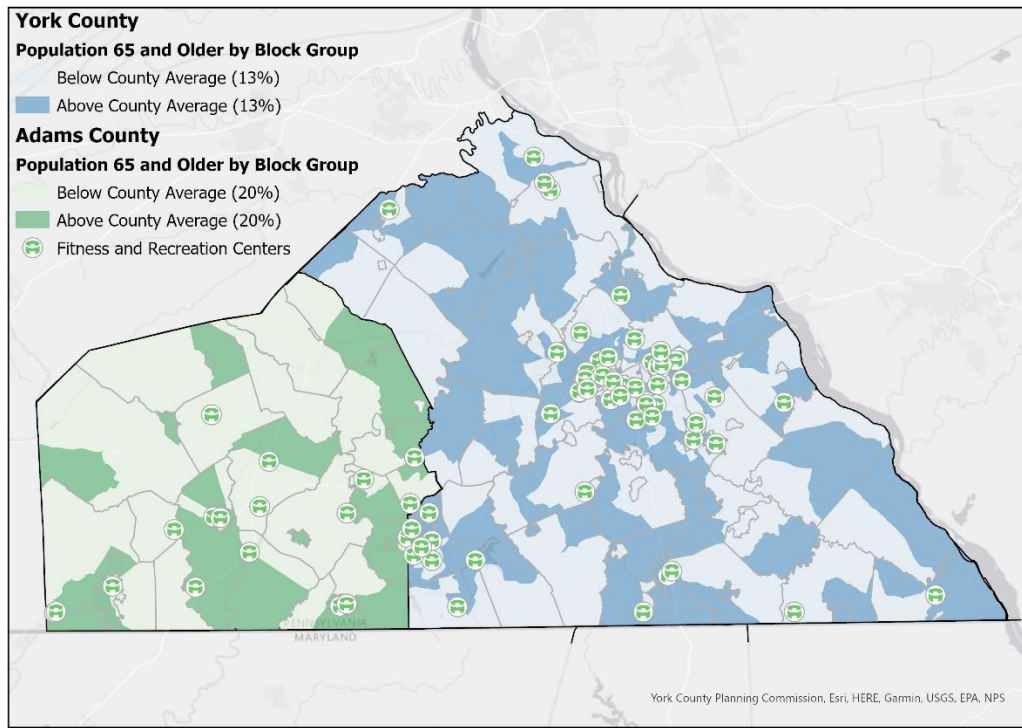 York County
Population 65 and Older by Block Group
Below County Average (13%)
Above County Average (13%)
Adams County
Population 65 and Older by Block Group
Below County Average (20%)
Above County Average (20%)
Fitness and Recreation Centers
PENNSYLVANIA
MARYLAND
York County Planning Commission, Esri, HERE, Garmin, USGS, EPA, NPS